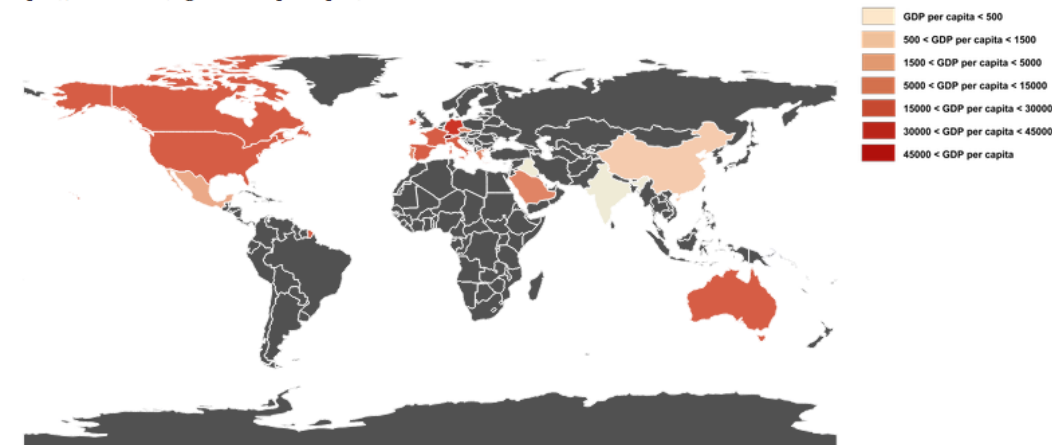 GDP per capita < 500
500 < GDP per capita < 1500
1500 < GDP per capita < 5000
5000 < GDP per capita < 15000
15000 < GDP per capita < 30000
30000 < GDP per capita < 45000
45000 < GDP per capita